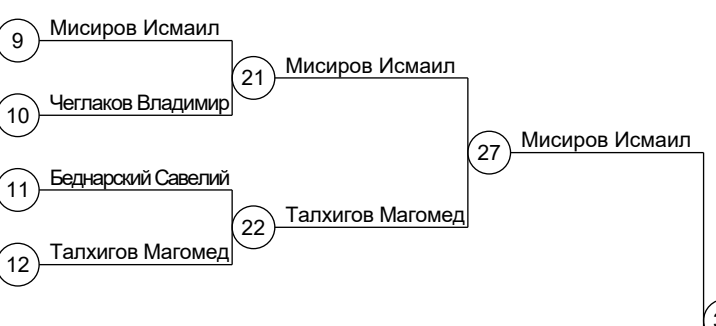 9 Мисиров Исмаил
21 Мисиров Исмаил
10 Чеглаков Владимир
27 Мисиров Исмаил
11 Беднарский Савелий
22 Талхигов Магомед
12 Талхигов Магомед